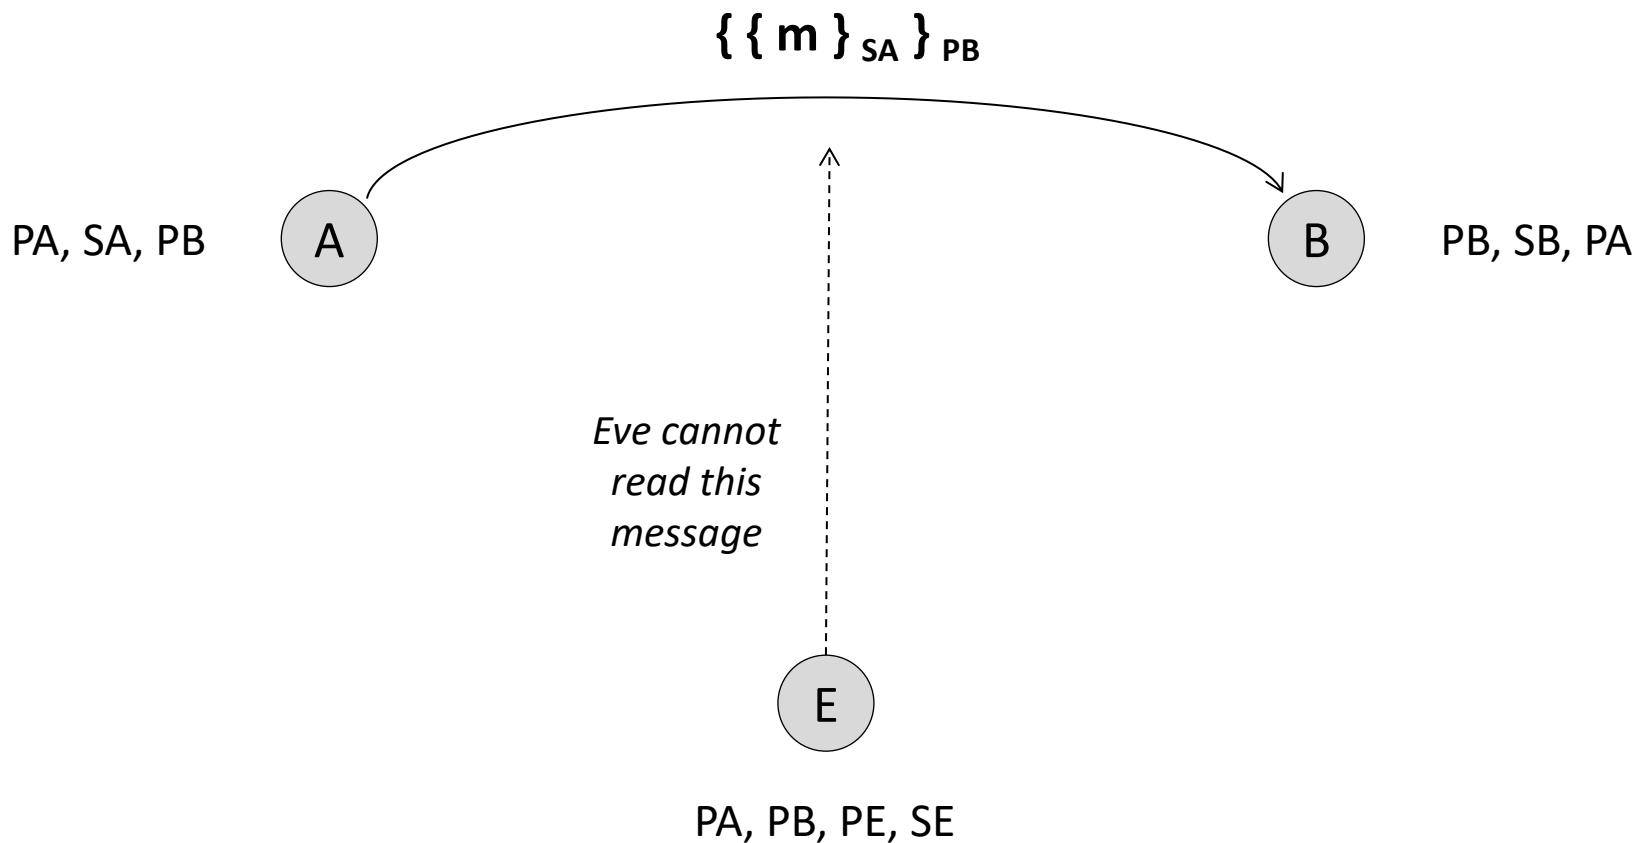 { { m } SA } PB
PA, SA, PB
A
B
PB, SB, PA
Eve cannot
read this
message
E
PA, PB, PE, SE